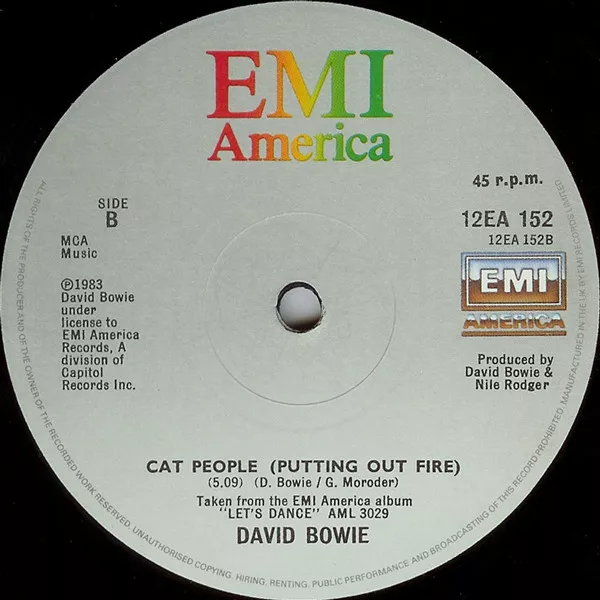 EMI
America
SIDE
B
MCA
Music
℗1983
David Bowie
under
license to
EMI America
Records, A
division of
Capitol
Records Inc.
45 r.p.m.
12EA 152
12EA 152B
EMI
AMERICA
Produced by
David Bowie &
Nile Rodger
CAT PEOPLE (PUTTING OUT FIRE)
(5.09) (D. Bowie / G. Moroder)
Taken from the EMI America album
"LET'S DANCE" AML 3029
DAVID BOWIE
ALL RIGHTS OF THE PRODUCER AND OF THE OWNER OF THE RECORDED WORK RESERVED. UNAUTHORISED COPYING. HIRING. RENTING. PUBLIC PERFORMANCE AND BROADCASTING OF THIS RECORD PROHIBITED. MANUFACTURED IN THE UK BY EMI RECORDS LIMITED